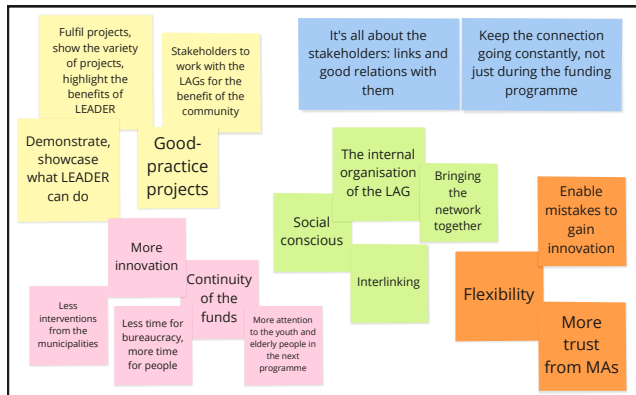 Fulfil projects,
show the variety
of projects,
highlight the
benefits of
LEADER
Stakeholders to
work with the
LAGs for the
benefit of the
community
Demonstrate,
showcase
what LEADER
can do
Good-
practice
projects
It's all about the
stakeholders: links and
good relations with
them
Keep the connection
going constantly, not
just during the funding
programme
The internal
organisation
of the LAG
Bringing
the
network
together
Social
conscious
Interlinking
Enable
mistakes to
gain
innovation
Flexibility
More
trust
from MAs
More
innovation
Continuity
of the
funds
Less
interventions
from the
municipalities
Less time for
bureaucracy,
more time
for people
More attention
to the youth and
elderly people in
the next
programme